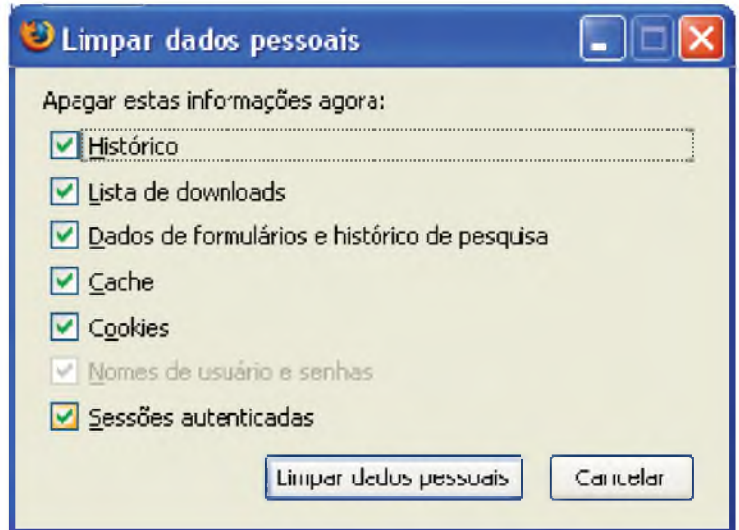 Limpar dados pessoais
Apagar estas informações agora:
Histórico
Lista de downloads
Dados de formulários e histórico de pesquisa
Cache
Cookies
Nomes de usuário e senhas
Sessões autenticadas
Limpar dados pessoais
Cancelar